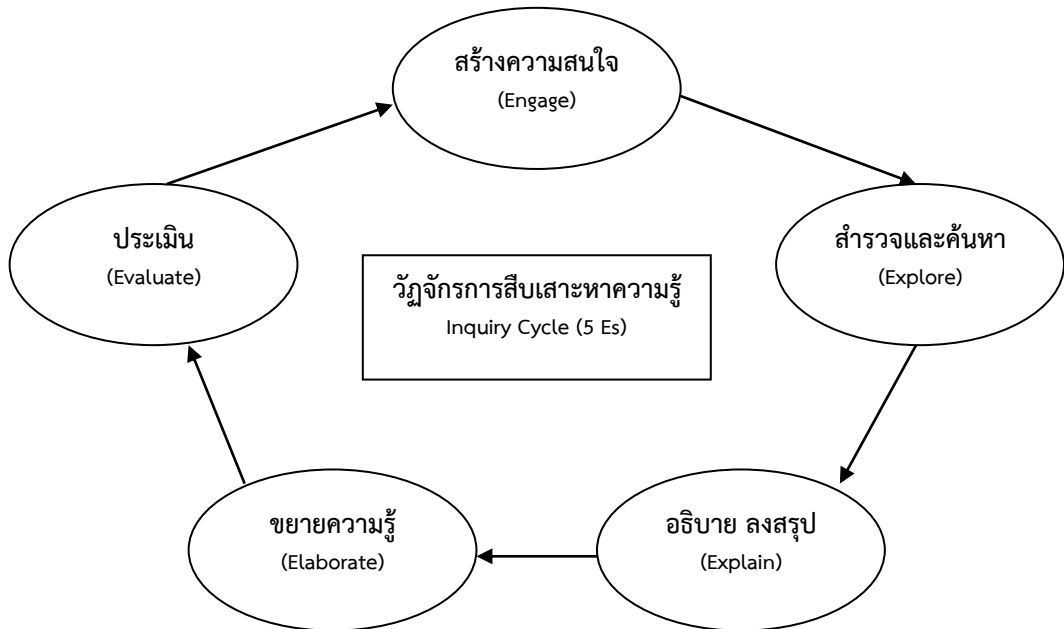 สร้างความสนใจ
(Engage)
สำรวจและค้นหา
(Explore)
อธิบาย ลงสรุป
(Explain)
ขยายความรู้
(Elaborate)
ประเมิน
(Evaluate)
วัฏจักรการสืบเสาะหาความรู้
Inquiry Cycle (5 Es)